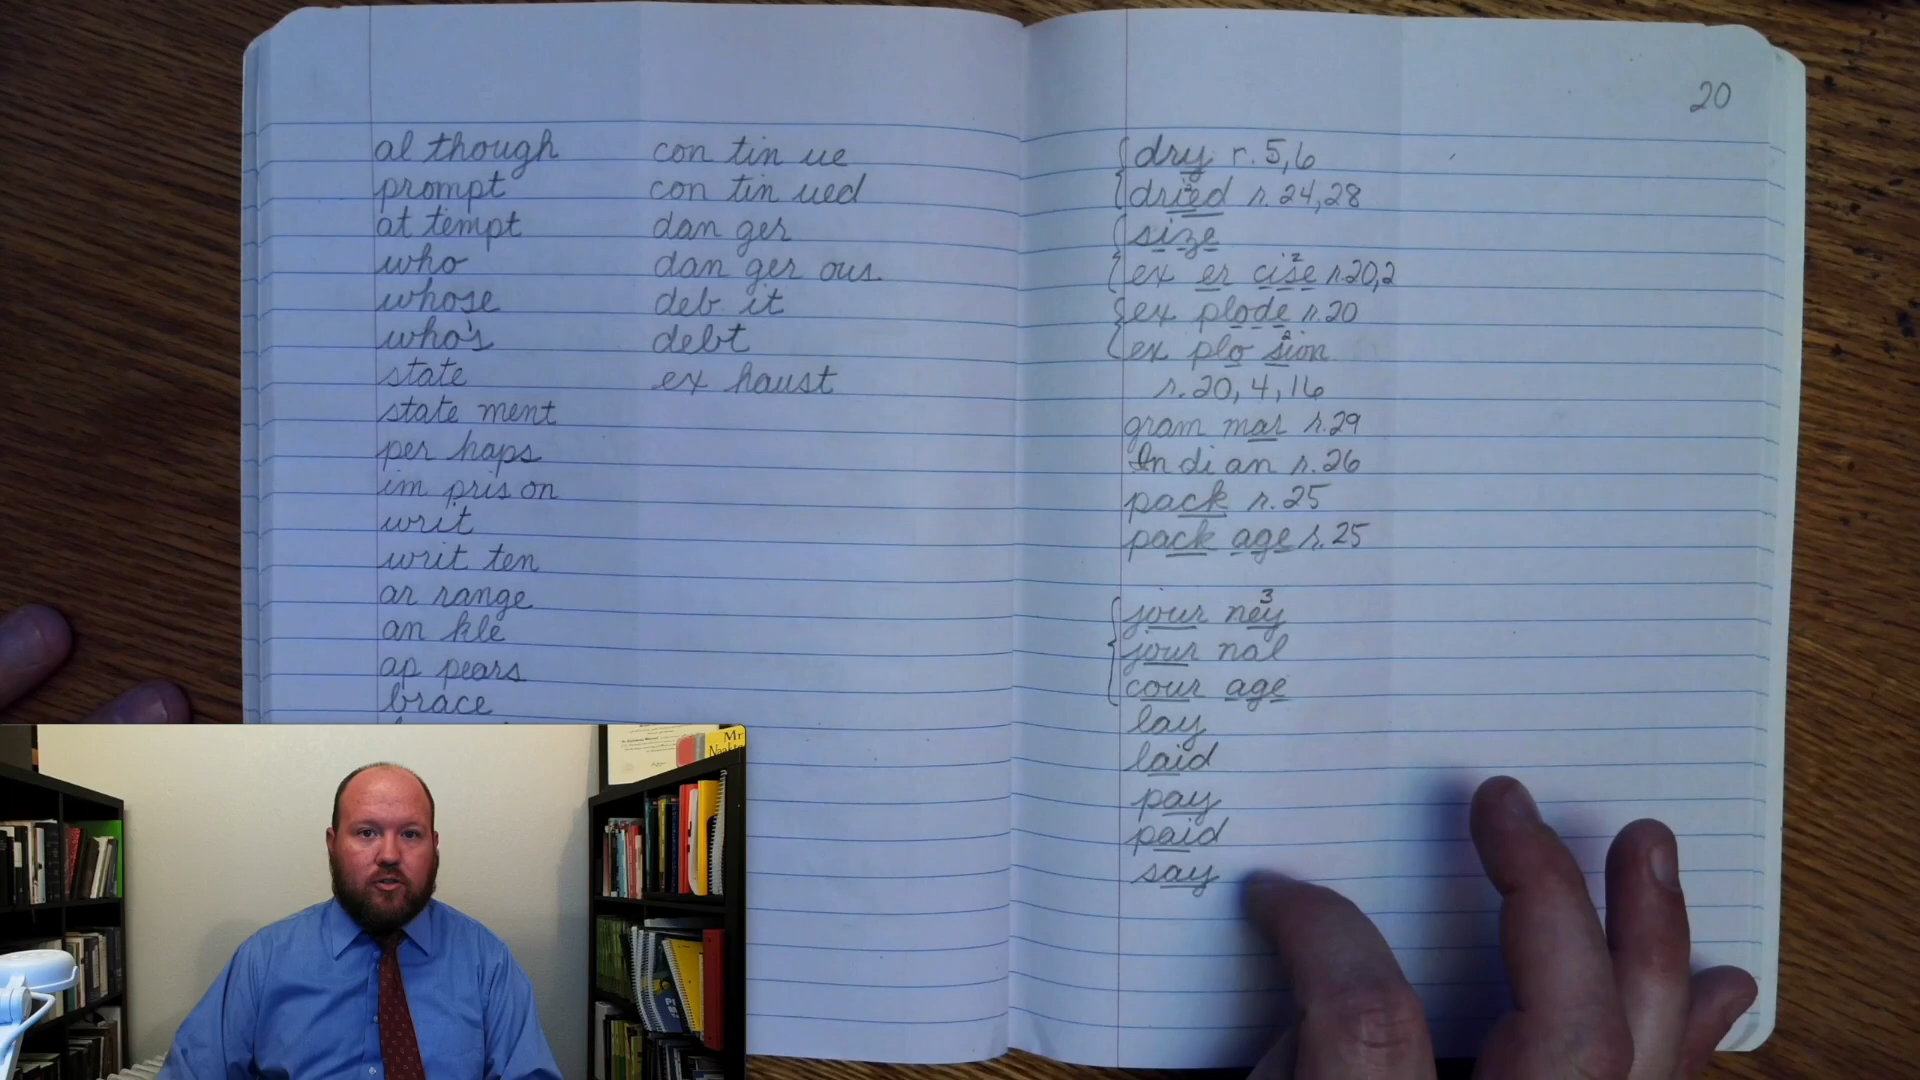 20
al though
prompt
at tempt
who
whose
who's
state
state ment
per haps
im pris on
writ
writ ten
ar range
an kle
ap pears
brace
con tin ue
con tin ued
dan ger
dan ger ous
deb it
debt
ex haust
dry r. 5,6
dried r. 24, 28
size
ex er cise r. 20, 2
ex plode r. 20
ex plo sion
r. 20, 4, 16
gram mar r. 29
In di an r. 26
pack r. 25
pack age r. 25
jour ney
jour nal
cour age
lay
laid
pay
paid
say
Mr